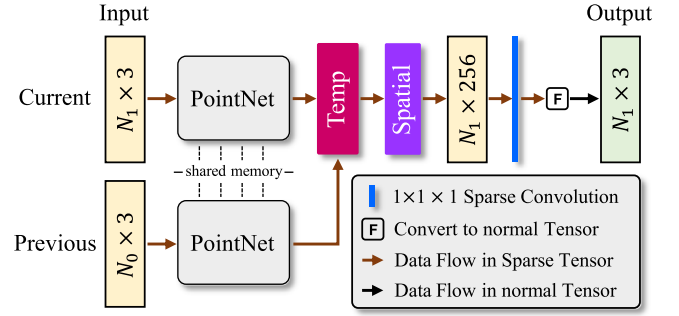 Input
Output
Current
N₁ × 3
PointNet
Temp
Spatial
N₁ × 256
F
N₁ × 3
shared memory
Previous
N₀ × 3
PointNet
1×1 × 1 Sparse Convolution
F Convert to normal Tensor
Data Flow in Sparse Tensor
Data Flow in normal Tensor